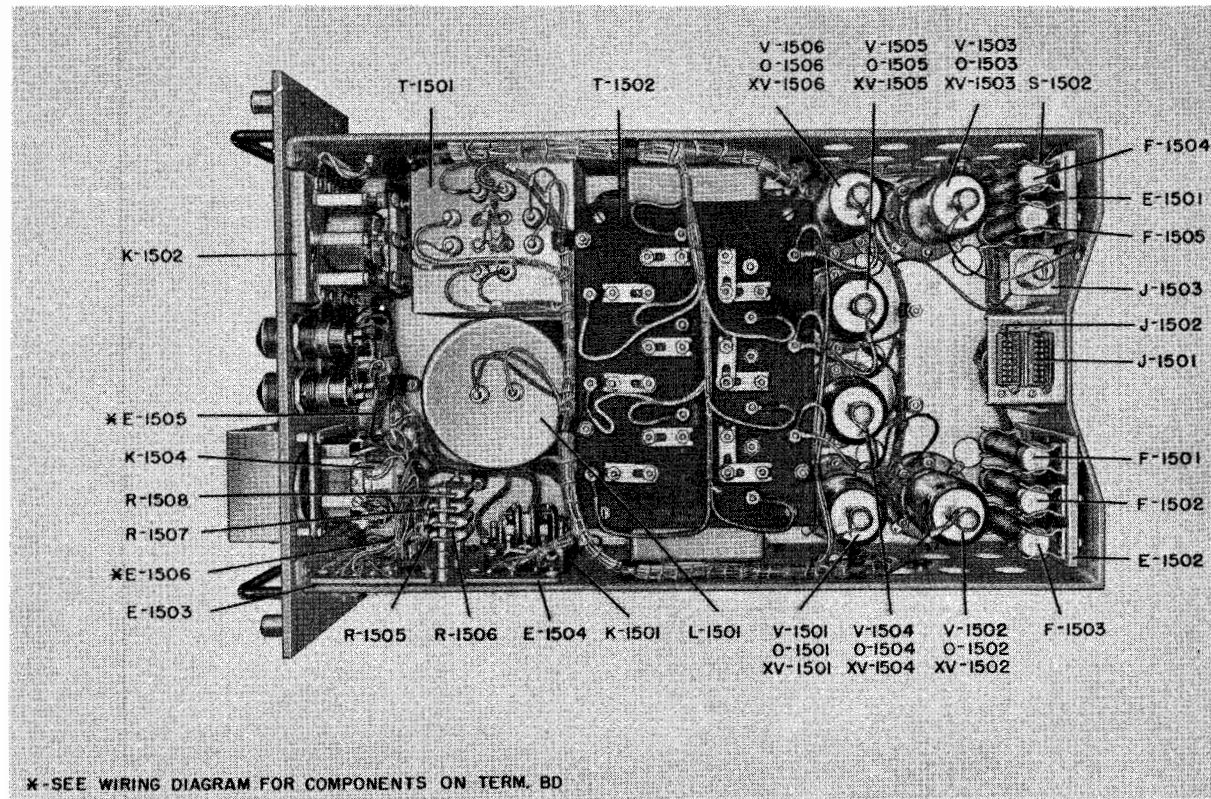 V-1506 V-1505 V-1503
O-1506 O-1505 O-1503
T-1501 T-1502 XV-1506 XV-1505 XV-1503 S-1502
F-1504
E-1501
F-1505
K-1502
J-1503
J-1502
J-1501
✱E-1505
K-1504
F-1501
R-1508
F-1502
R-1507
✱E-1506
E-1502
E-1503
R-1505 R-1506 E-1504 K-1501 L-1501 V-1501 V-1504 V-1502 F-1503
O-1501 O-1504 O-1502
XV-1501 XV-1504 XV-1502
✱-SEE WIRING DIAGRAM FOR COMPONENTS ON TERM. BD